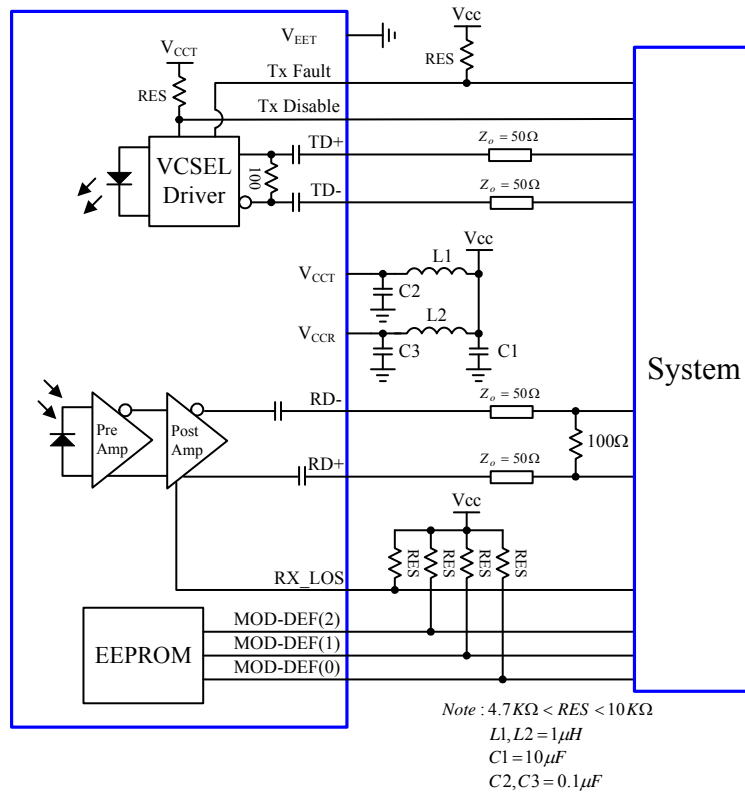 V_EET
Vcc
RES
V_CCT
RES
Tx Fault
Tx Disable
TD+
Z_o = 50Ω
VCSEL
Driver
100
TD-
Z_o = 50Ω
Vcc
V_CCT
L1
C2
L2
V_CCR
C3
C1
System
RD-
Z_o = 50Ω
Pre
Amp
Post
Amp
100Ω
RD+
Z_o = 50Ω
Vcc
RES
RES
RES
RES
RX_LOS
EEPROM
MOD-DEF(2)
MOD-DEF(1)
MOD-DEF(0)
Note : 4.7KΩ < RES < 10KΩ
L1, L2 = 1μH
C1 = 10μF
C2, C3 = 0.1μF